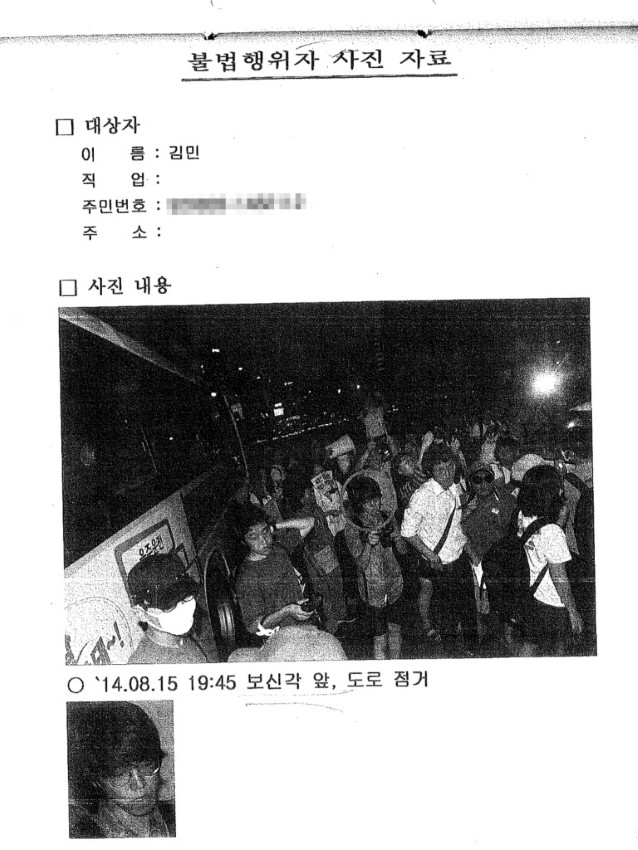 불법행위자 사진 자료
□ 대상자
이 름 : 김민
직 업 :
주민번호 :
주 소 :
□ 사진 내용
○ '14.08.15 19:45 보신각 앞, 도로 점거